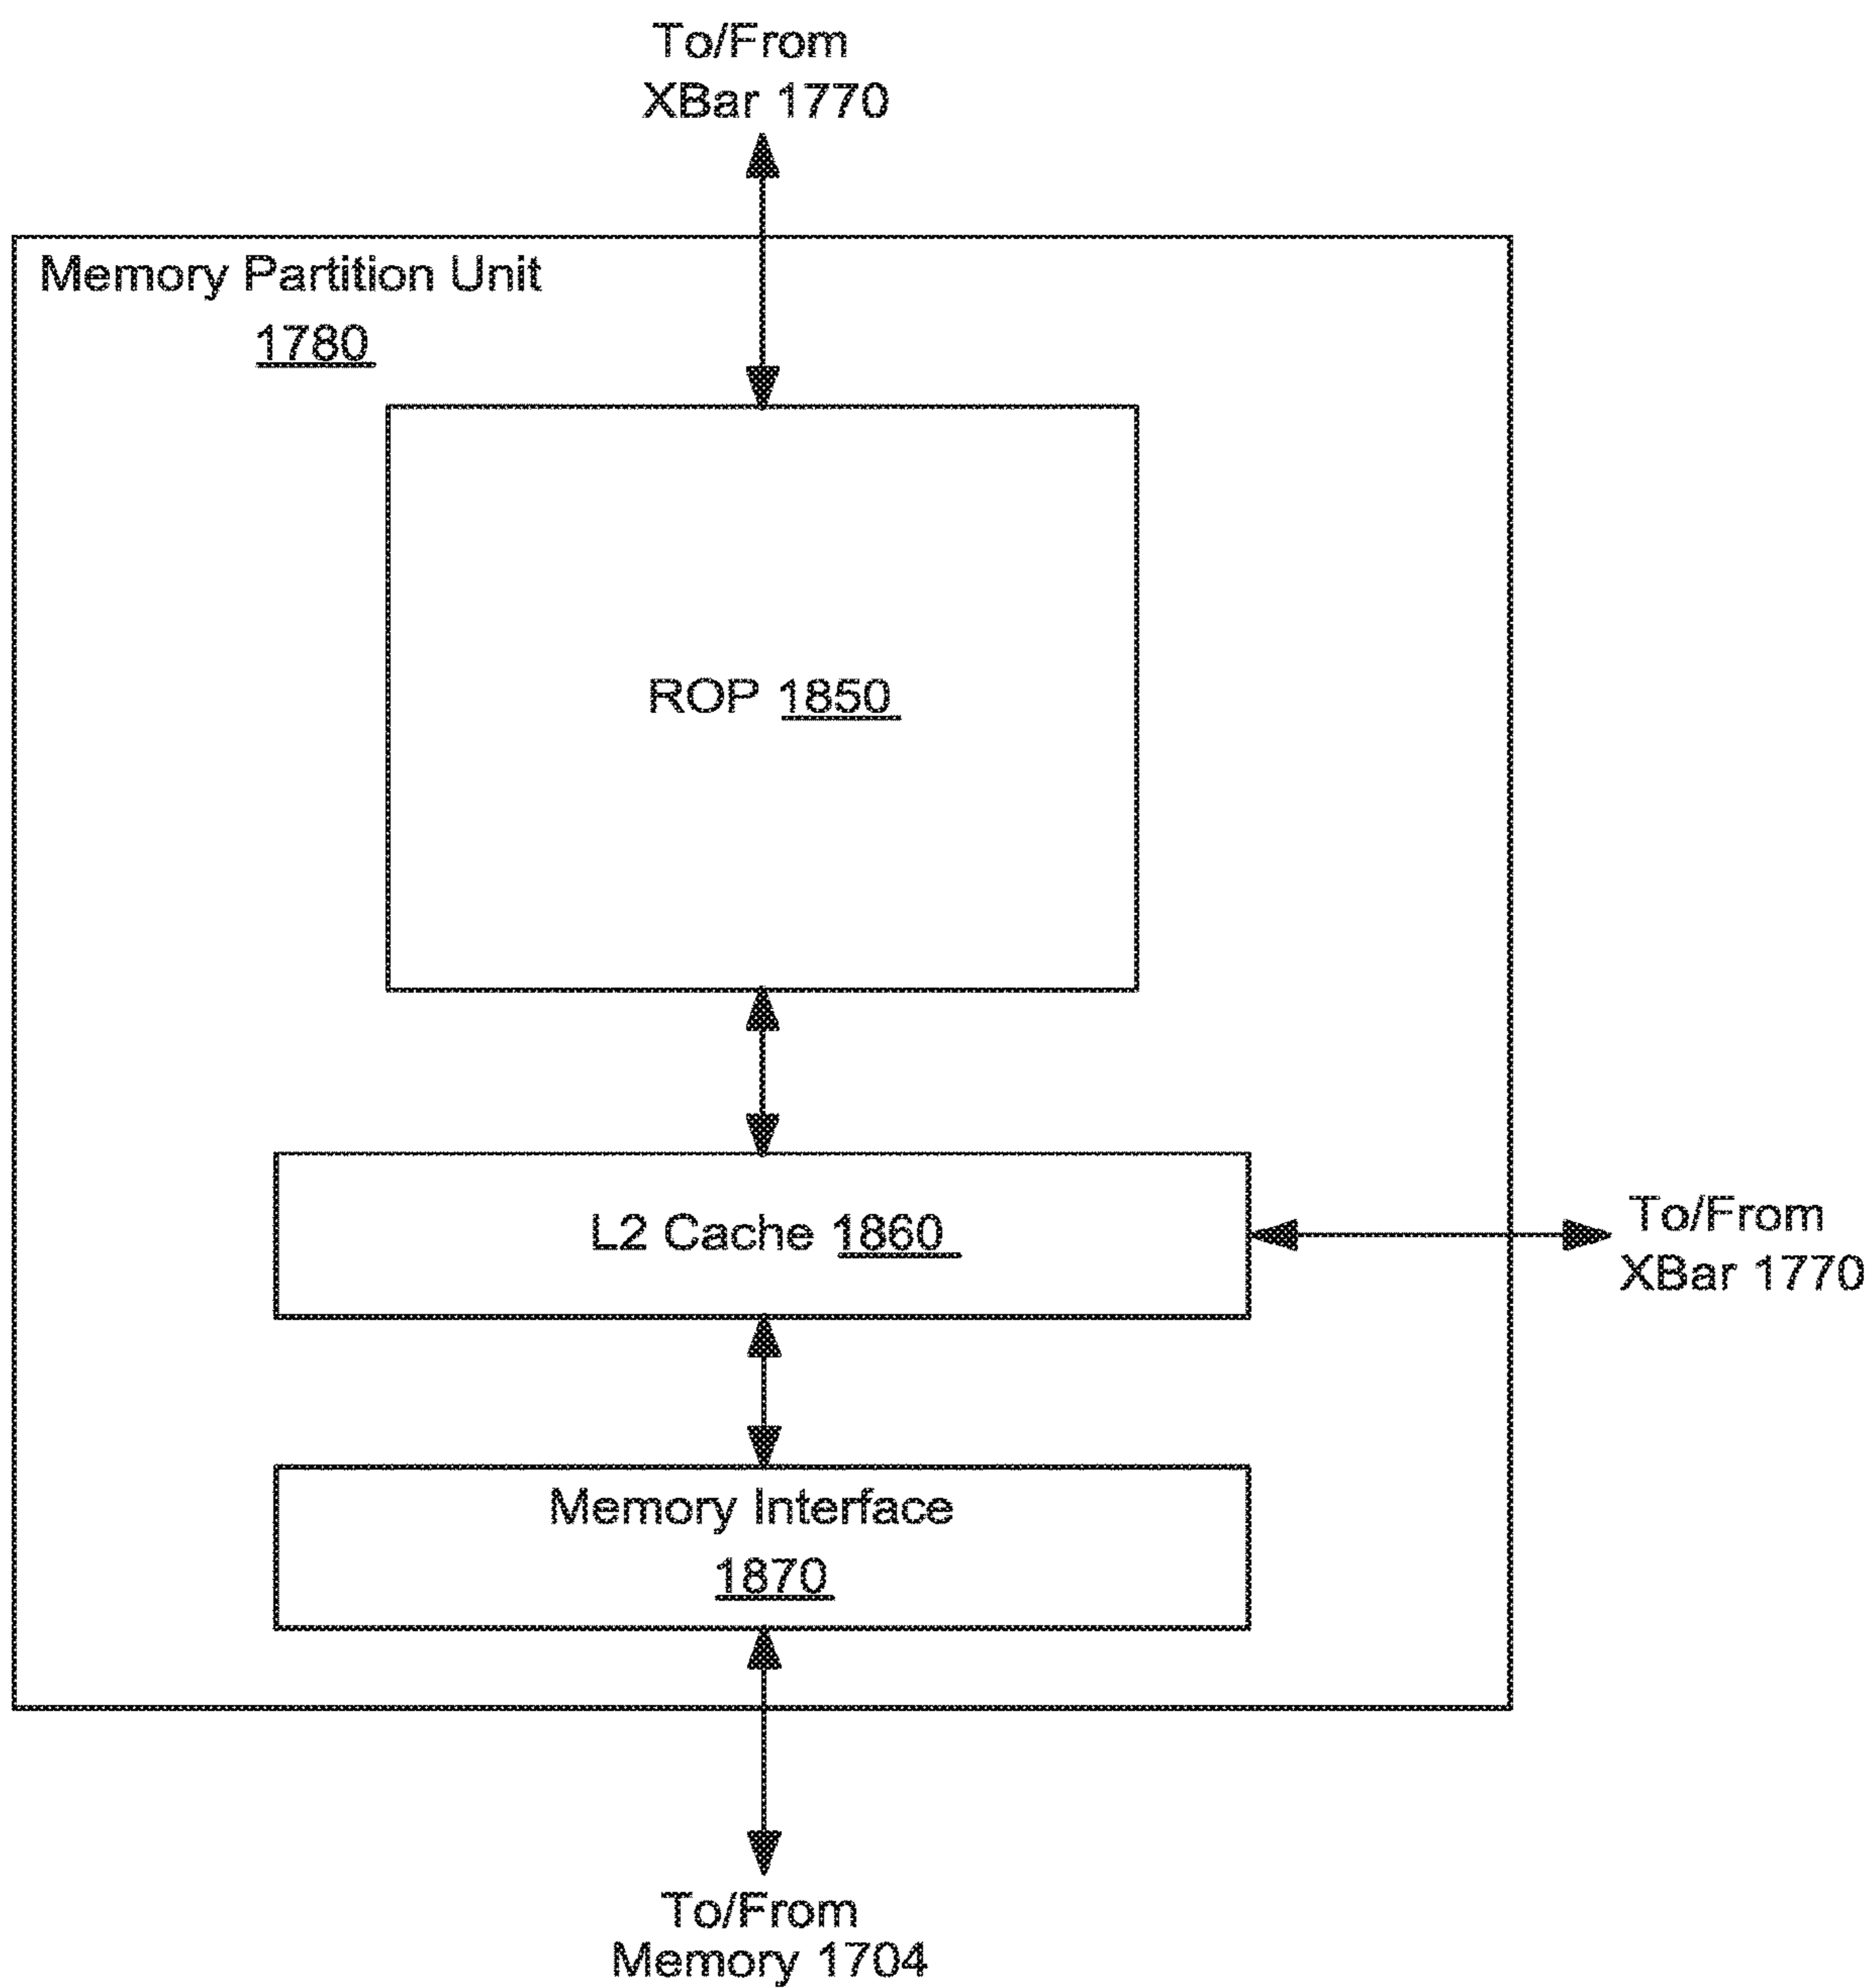 To/From
XBar 1770
Memory Partition Unit
1780
ROP 1850
L2 Cache 1860
To/From
XBar 1770
Memory Interface
1870
To/From
Memory 1704